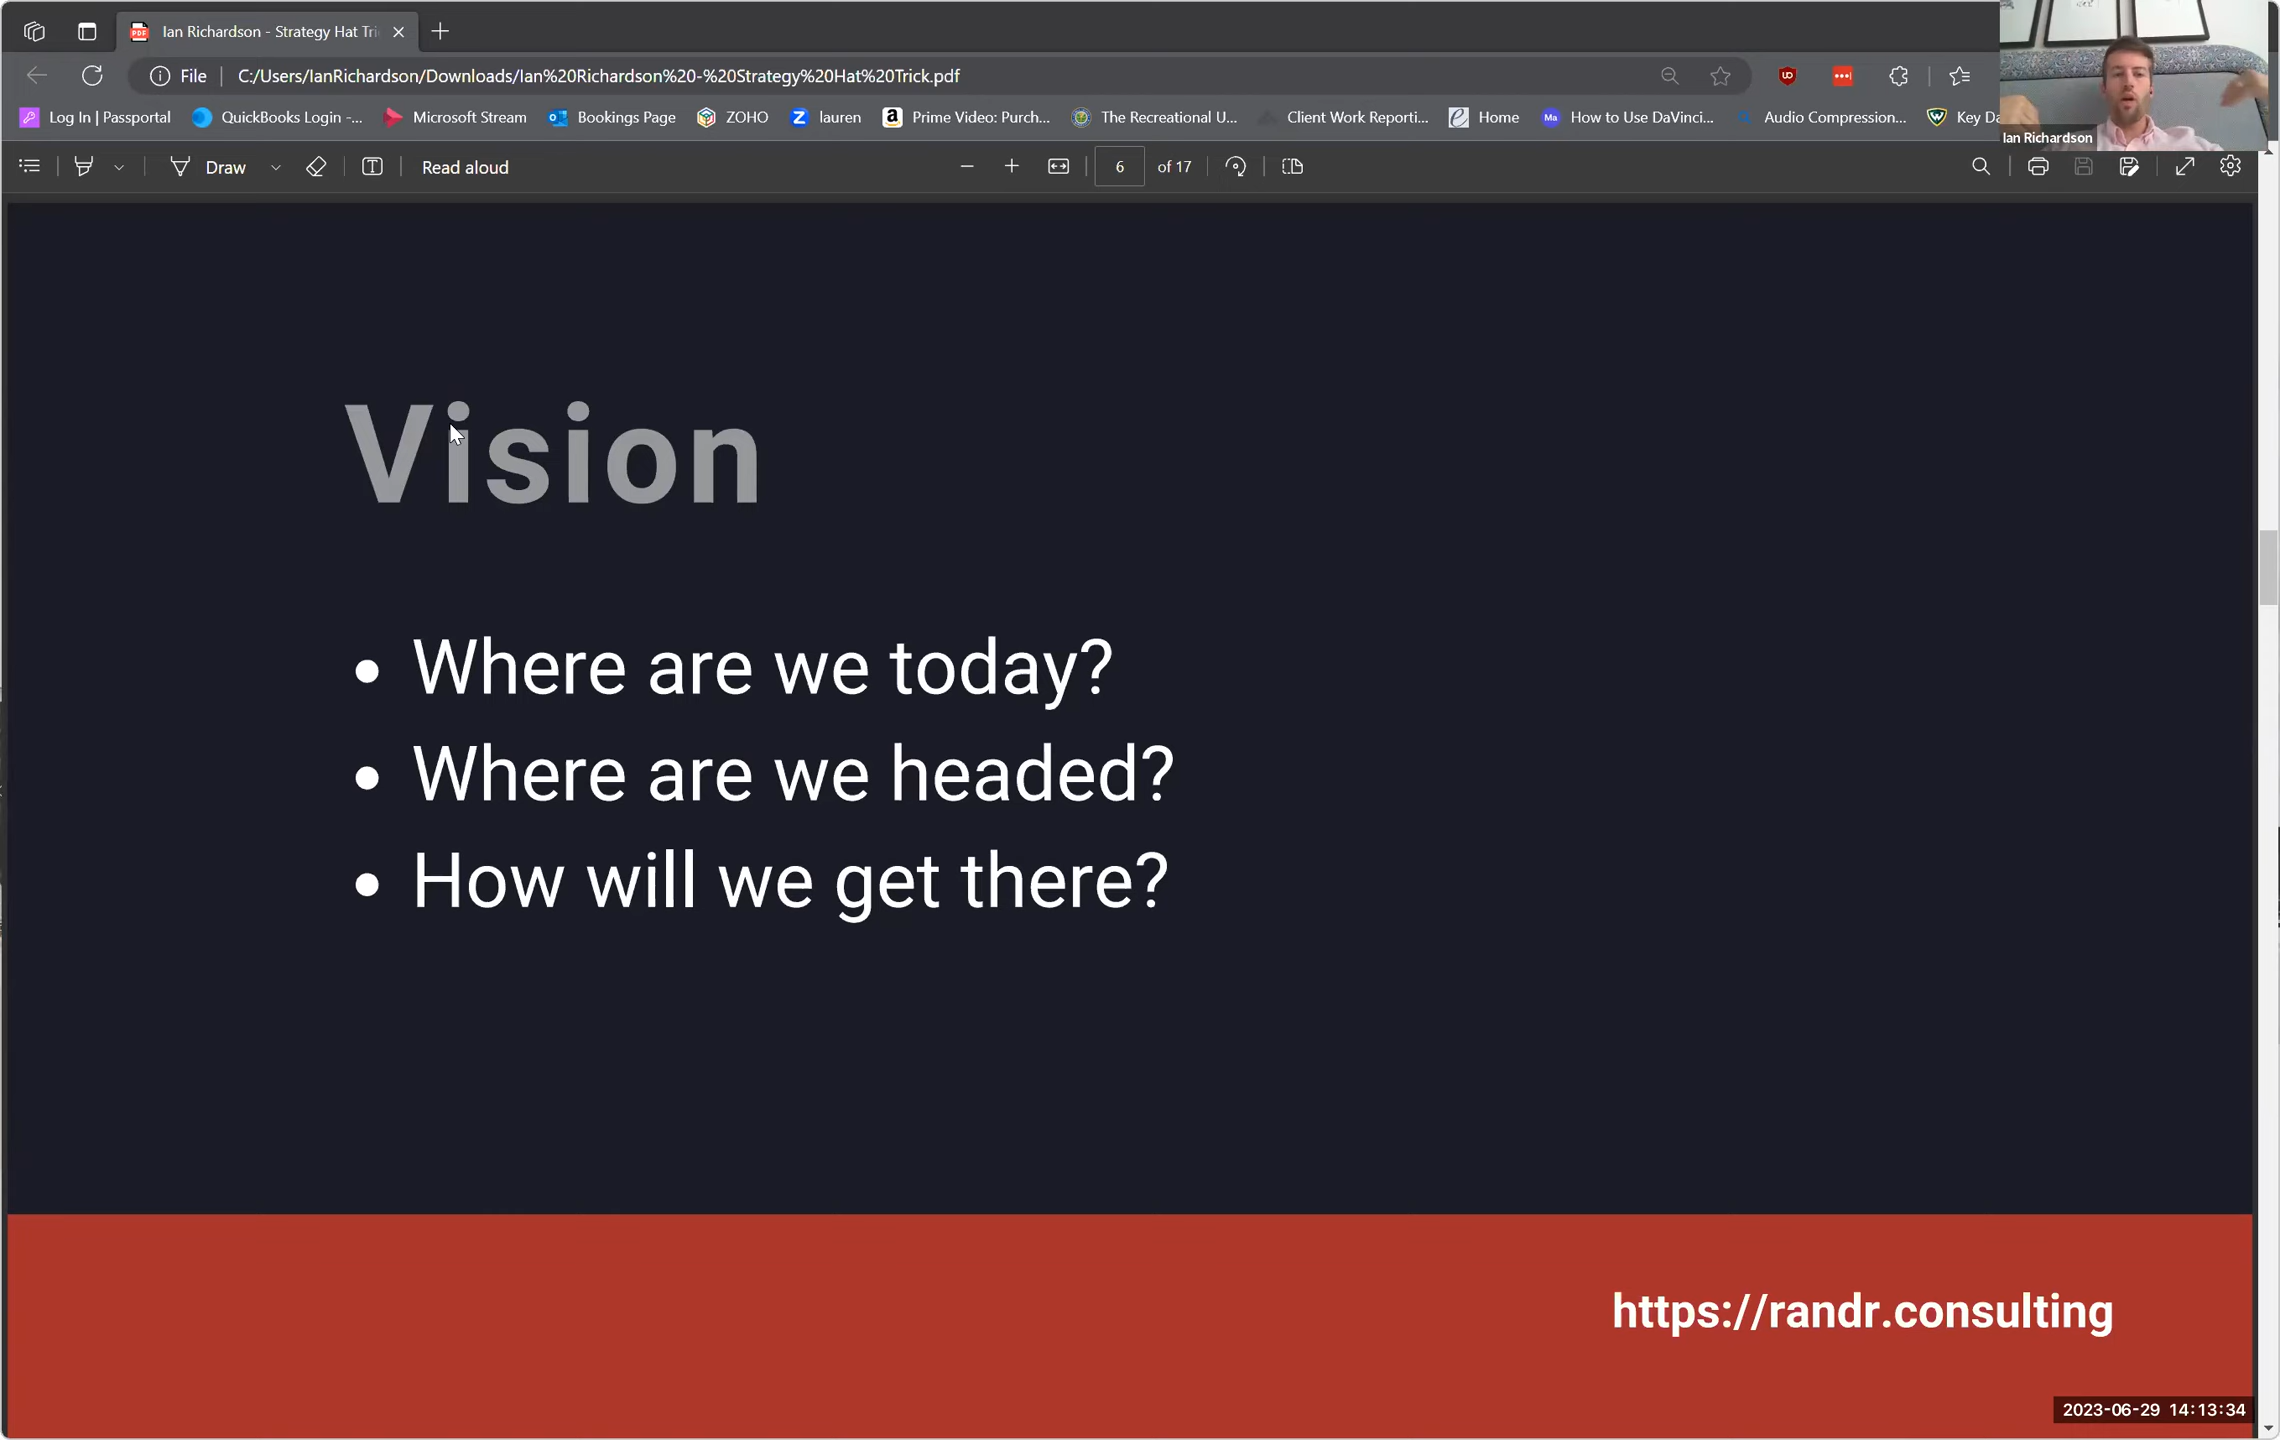 Ian Richardson - Strategy Hat Tri
File
C:/Users/IanRichardson/Downloads/Ian%20Richardson%20-%20Strategy%20Hat%20Trick.pdf
Log In | Passportal
QuickBooks Login -...
Microsoft Stream
Bookings Page
ZOHO
lauren
Prime Video: Purch...
The Recreational U...
Client Work Reporti...
Home
Ma
How to Use DaVinci...
Audio Compression...
Key Da
Ian Richardson
Draw
Read aloud
6 of 17
Vision
• Where are we today?
• Where are we headed?
• How will we get there?
https://randr.consulting
2023-06-29 14:13:34